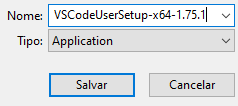 Nome: VSCodeUserSetup-x64-1.75.1
Tipo: Application
Salvar Cancelar